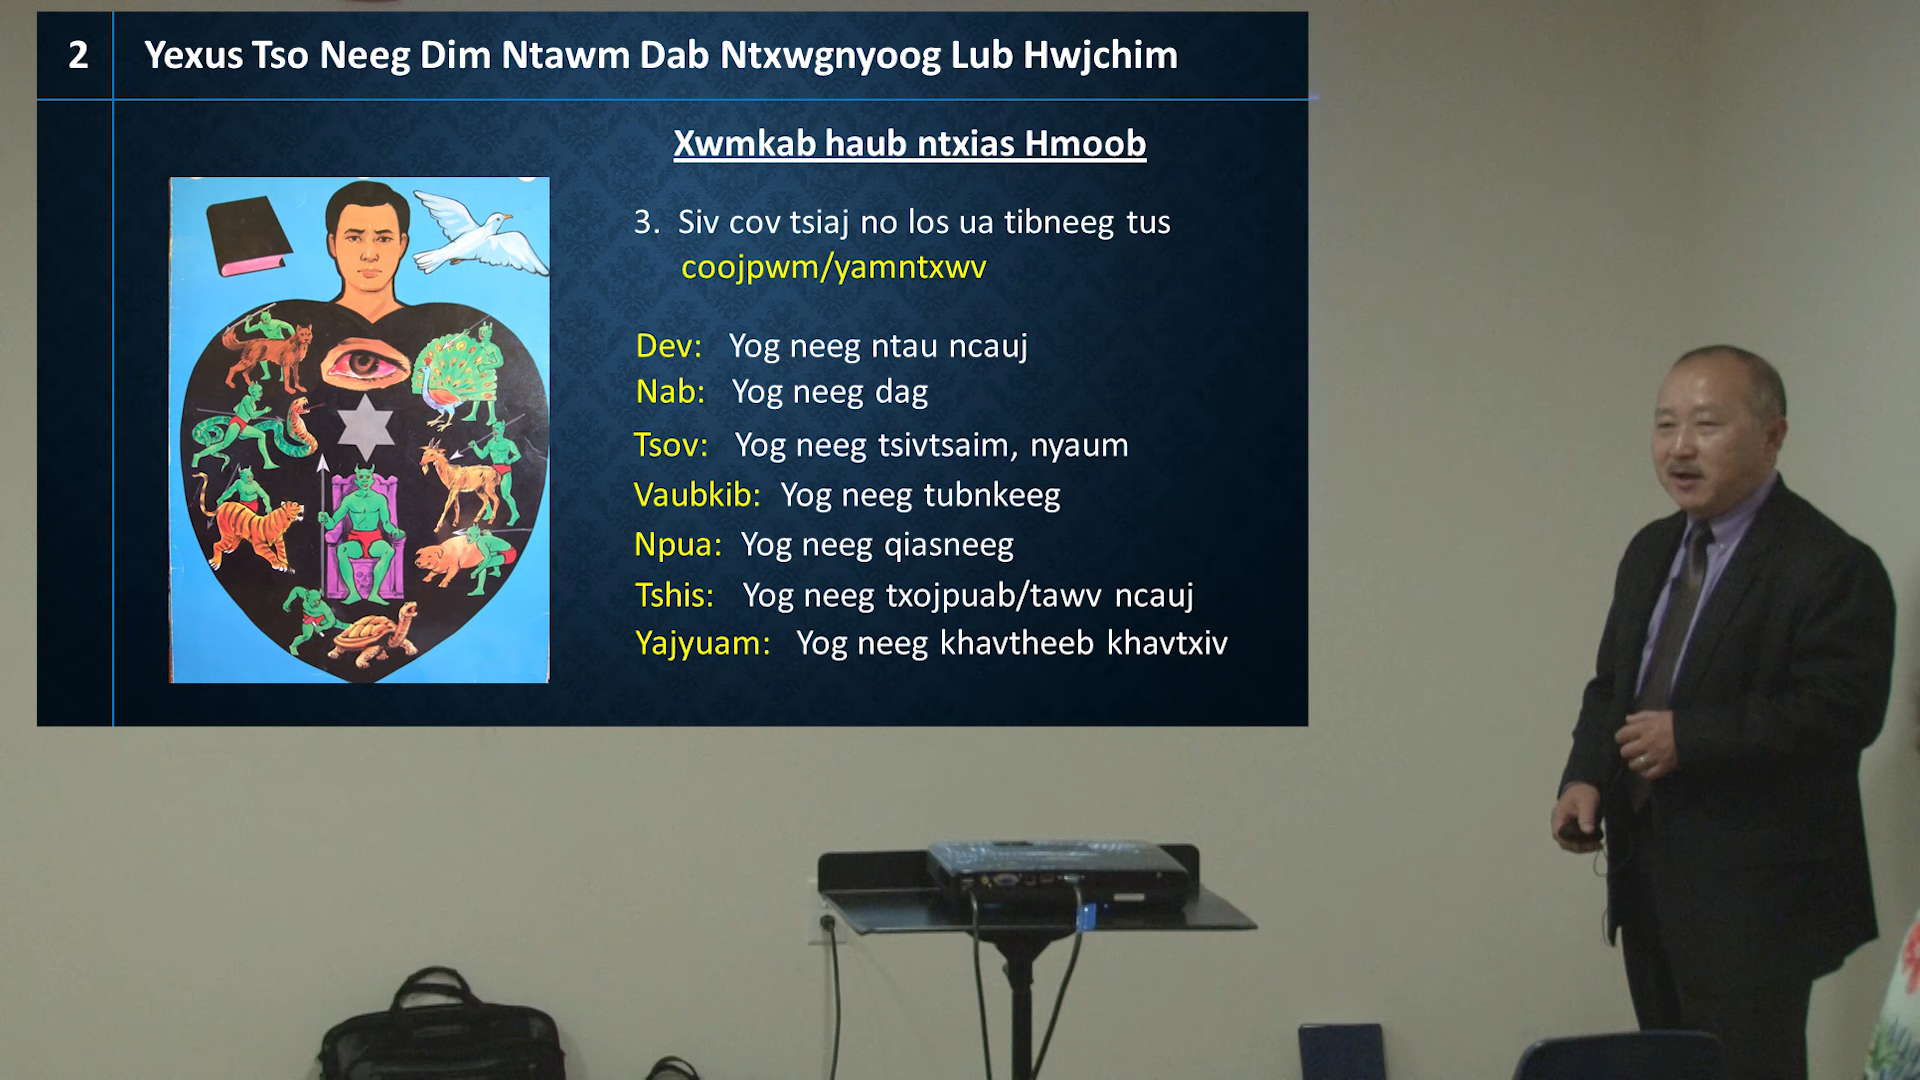 2
Yexus Tso Neeg Dim Ntawm Dab Ntxwgnyoog Lub Hwjchim
Xwmkab haub ntxias Hmoob
3. Siv cov tsiaj no los ua tibneeg tus
coojpwm/yamntxwv
Dev: Yog neeg ntau ncauj
Nab: Yog neeg dag
Tsov: Yog neeg tsivtsaim, nyaum
Vaubkib: Yog neeg tubnkeeg
Npua: Yog neeg qiasneeg
Tshis: Yog neeg txojpuab/tawv ncauj
Yajyuam: Yog neeg khavtheeb khavtxiv